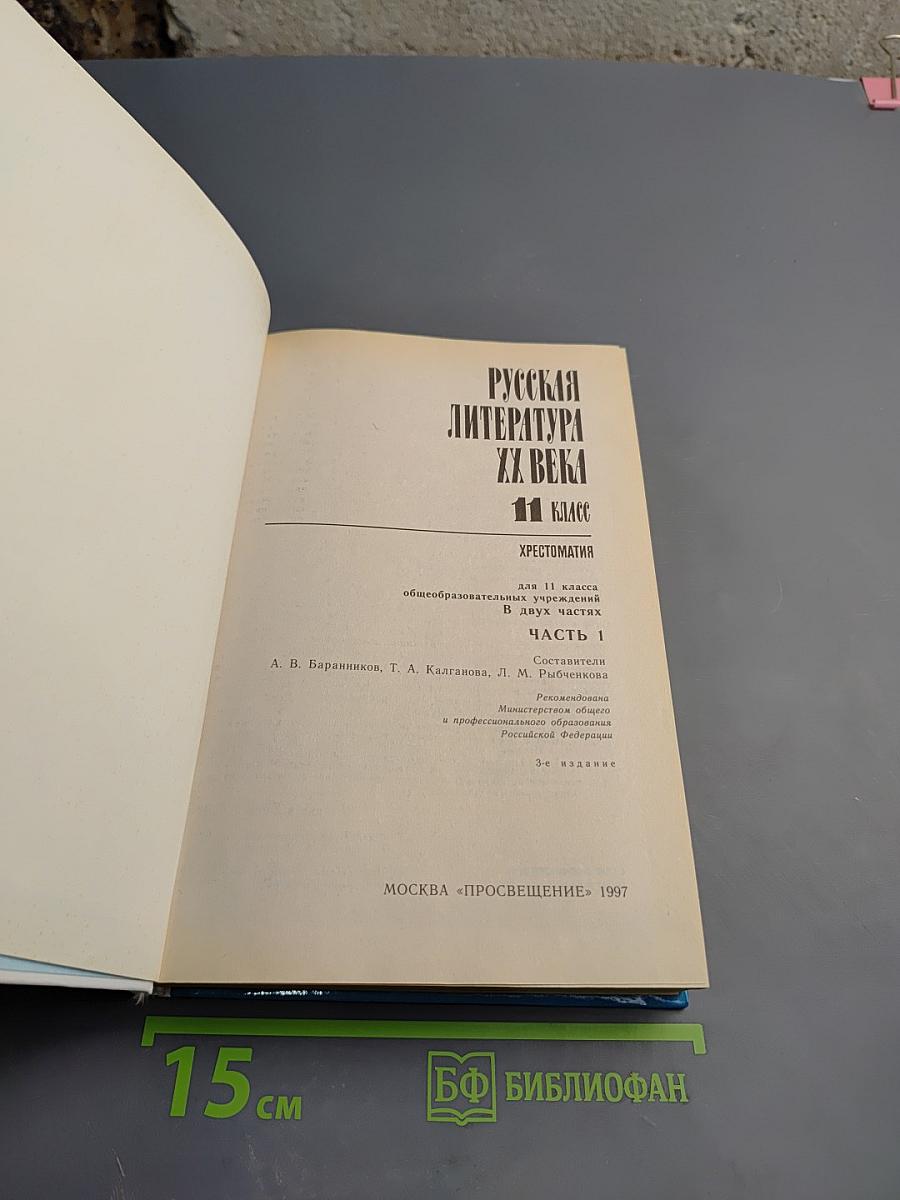 РУССКАЯ
ЛИТЕРАТУРА
XX ВЕКА
11 КЛАСС
ХРЕСТОМАТИЯ
для 11 класса
общеобразовательных учреждений
В двух частях
ЧАСТЬ 1
Составители
А. В. Баранников, Т. А. Калганова, Л. М. Рыбченкова
Рекомендована
Министерством общего
и профессионального образования
Российской Федерации
3-е издание
МОСКВА «ПРОСВЕЩЕНИЕ» 1997
15 см
БФ БИБЛИОФАН